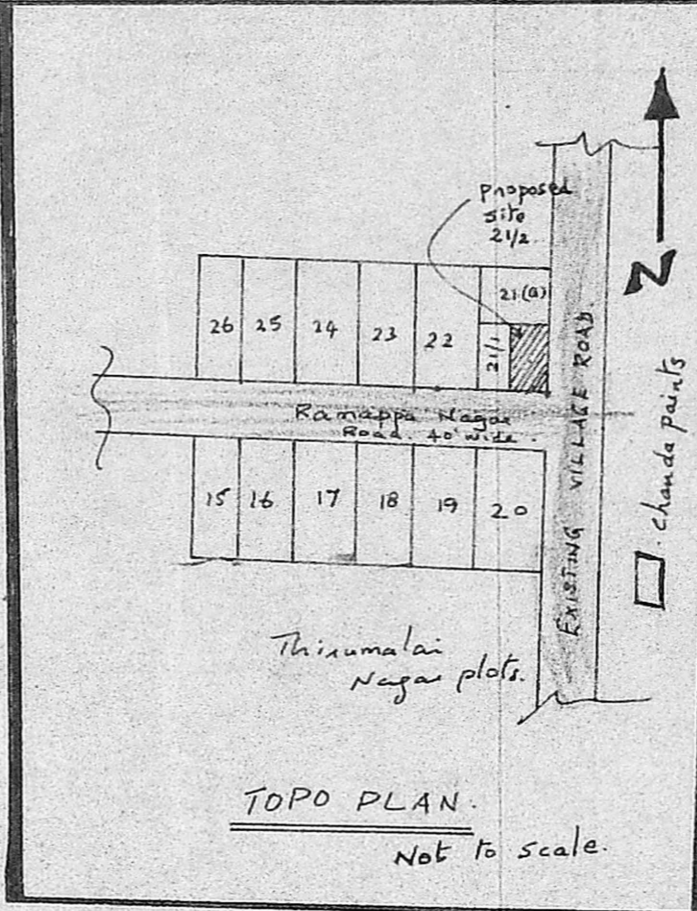 proposed
site
21/2
N
21(a)
26
25
24
23
22
21/1
Ramappa Nagar
Road. 40' wide.
EXISTING VILLAGE ROAD.
chanda paints
15
16
17
18
19
20
Thirumalai
Nagar plots.
TOPO PLAN.
Not to scale.